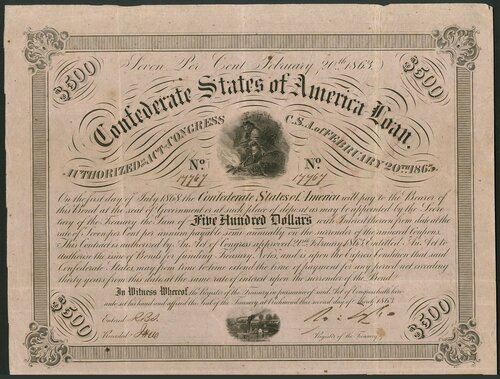 Seven Per Cent February 20th 1863
$500 $500
Confederate States of America Loan.
AUTHORIZED by ACT of CONGRESS C.S.A. of FEBRUARY 20TH 1863.
No. No.
17767 17767
On the first day of July 1868 the Confederate States of America will pay to the Bearer of
this Bond at the seat of Government or at such place of deposit as may be appointed by the Secre-
tary of the Treasury the sum of Five Hundred Dollars with Interest thereon from date at the
rate of Seven per Cent per annum payable semi-annually on the surrender of the annexed Coupons.
This Contract is authorized by An Act of Congress approved 20th February 1863 Entitled An Act to
authorize the issue of Bonds for funding Treasury Notes, and is upon the Express Condition that said
Confederate States may from time to time extend the time of payment for any period not exceeding
Thirty years from this date at the same rate of interest upon the surrender of this Bond.
In Witness Whereof the Register of the Treasury in pursuance of said Act of Congress hath here-
unto set his hand and affixed the Seal of the Treasury at Richmond this second day of March 1863
Entered
Recorded Register of the Treasury
$500 $500